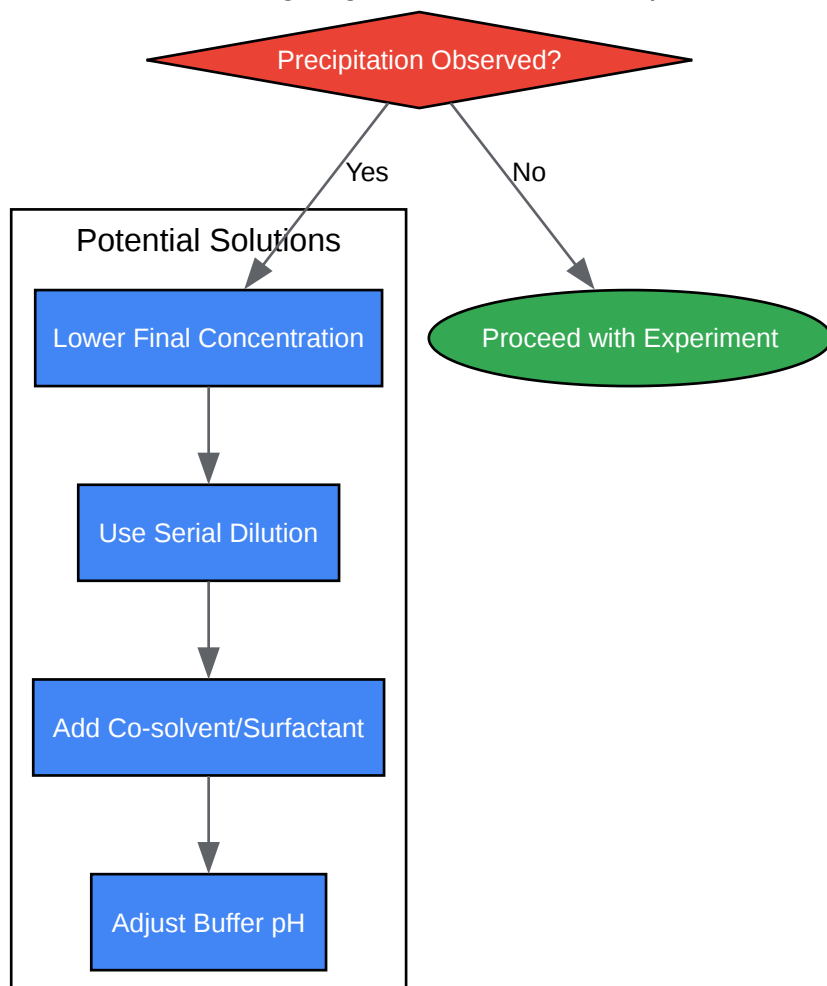 Precipitation Observed?
Yes
No
Potential Solutions
Lower Final Concentration
Proceed with Experiment
Use Serial Dilution
Add Co-solvent/Surfactant
Adjust Buffer pH